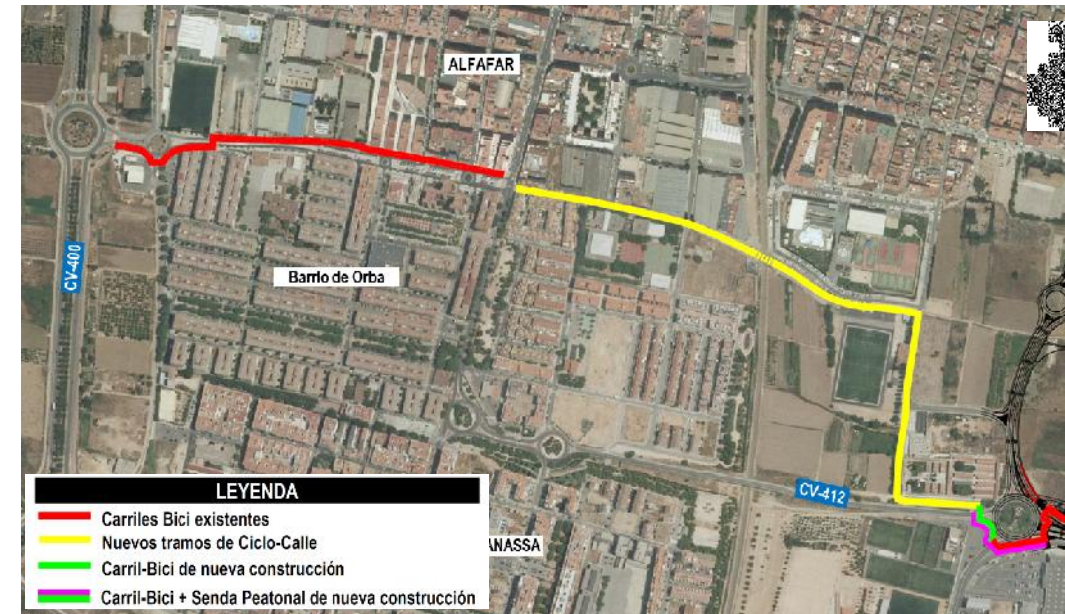 ALFAFAR
CV-400
Barrio de Orba
CV-412
ANASSA
LEYENDA
Carriles Bici existentes
Nuevos tramos de Ciclo-Calle
Carril-Bici de nueva construcción
Carril-Bici + Senda Peatonal de nueva construcción